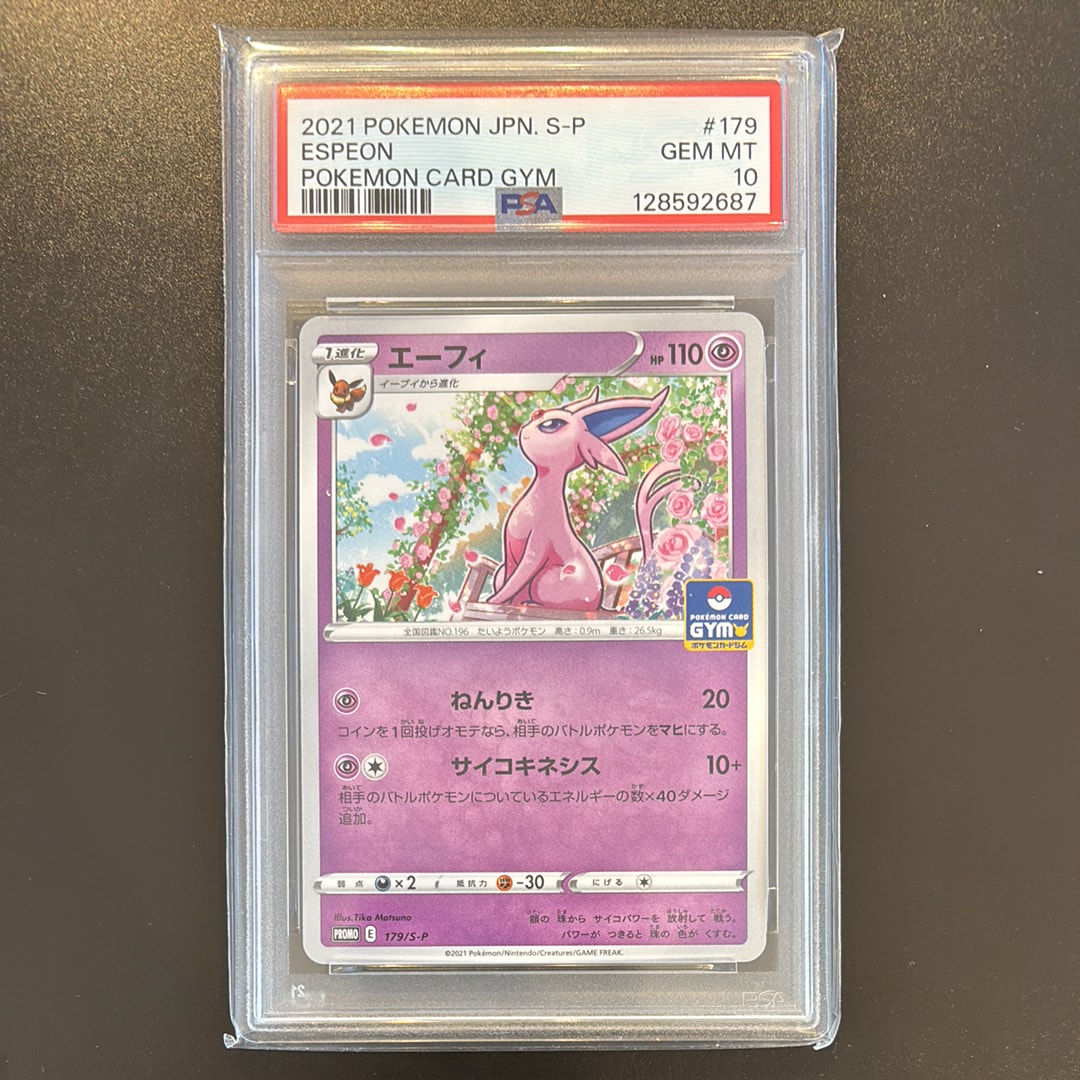 2021 POKEMON JPN. S-P #179
ESPEON GEM MT
POKEMON CARD GYM 10
PSA 128592687
1進化 エーフィ HP 110
イーブイから進化
POKÉMON CARD
GYM
ポケモンカードジム
全国図鑑NO.196 たいようポケモン 高さ:0.9m 重さ:26.5kg
ねんりき 20
コインを1回投げオモテなら、相手のバトルポケモンをマヒにする。
サイコキネシス 10+
相手のバトルポケモンについているエネルギーの数×40ダメージ
追加。
弱点 ×2 抵抗力 -30 にげる
Illus.Tika Matsuno
額の珠から サイコパワーを 放射して 戦う。
パワーが つきると 珠の 色が くすむ。
PROMO E 179/S-P
©2021 Pokémon/Nintendo/Creatures/GAME FREAK.
21
PSA